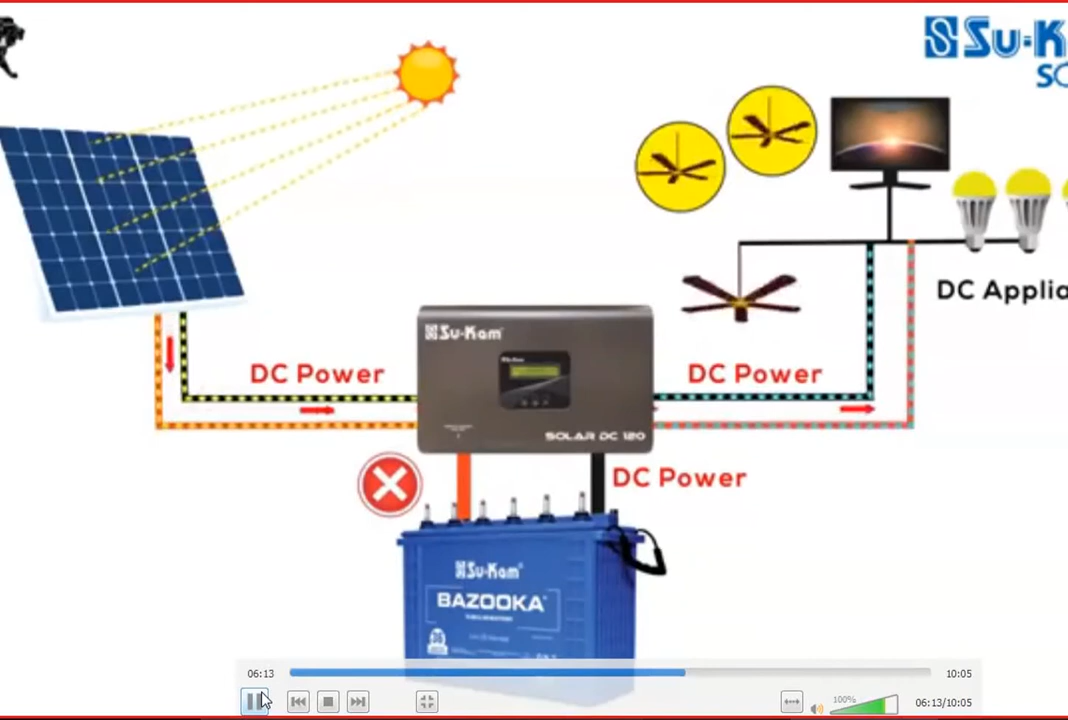 SU-K
SO
DC Applia
DC Power
DC Power
Su-Kam
SOLAR DC 120
DC Power
Su-Kam
BAZOOKA
06:13
10:05
100%
06:13/10:05